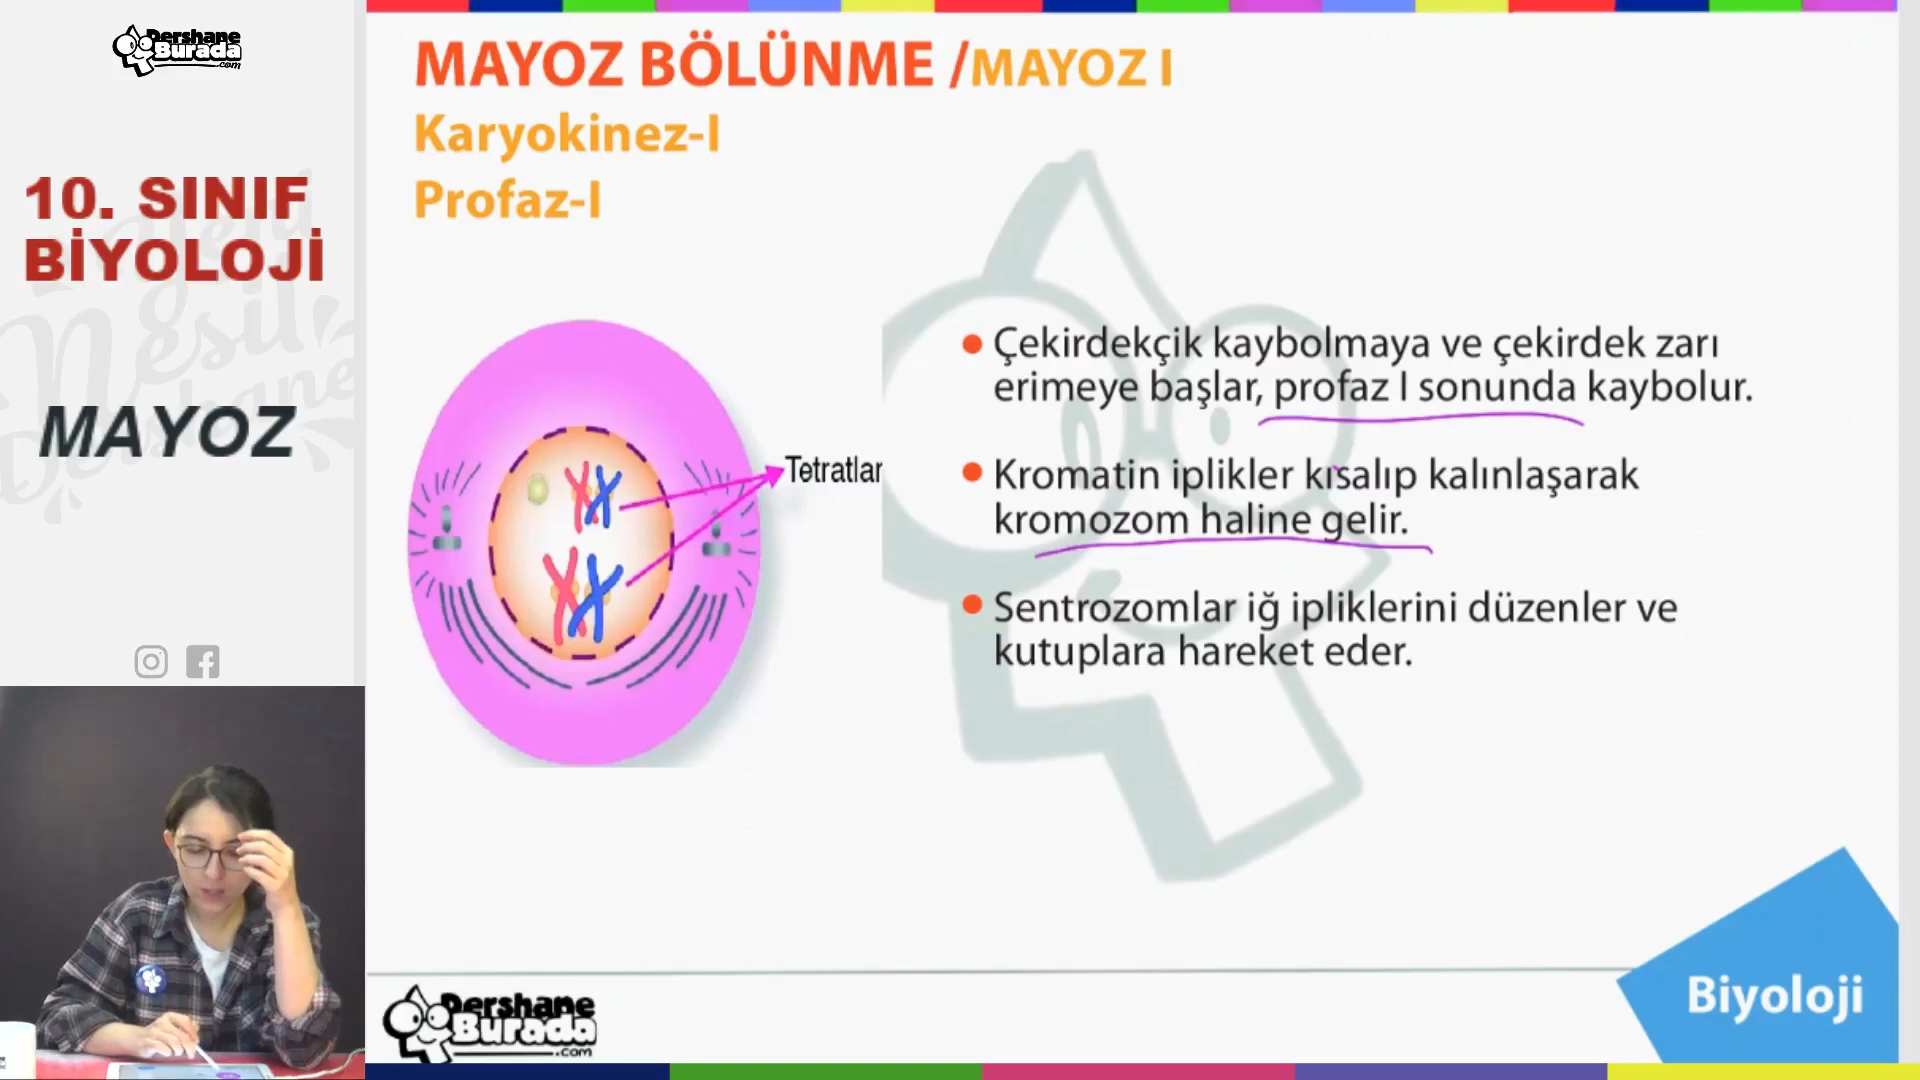 Dershane
Burada
.com
10. SINIF
BİYOLOJİ
MAYOZ
MAYOZ BÖLÜNME /MAYOZ I
Karyokinez-I
Profaz-I
Tetratlar
Çekirdekçik kaybolmaya ve çekirdek zarı
erimeye başlar, profaz I sonunda kaybolur.
Kromatin iplikler kısalıp kalınlaşarak
kromozom haline gelir.
Sentrozomlar iğ ipliklerini düzenler ve
kutuplara hareket eder.
Dershane
Burada
.com
Biyoloji